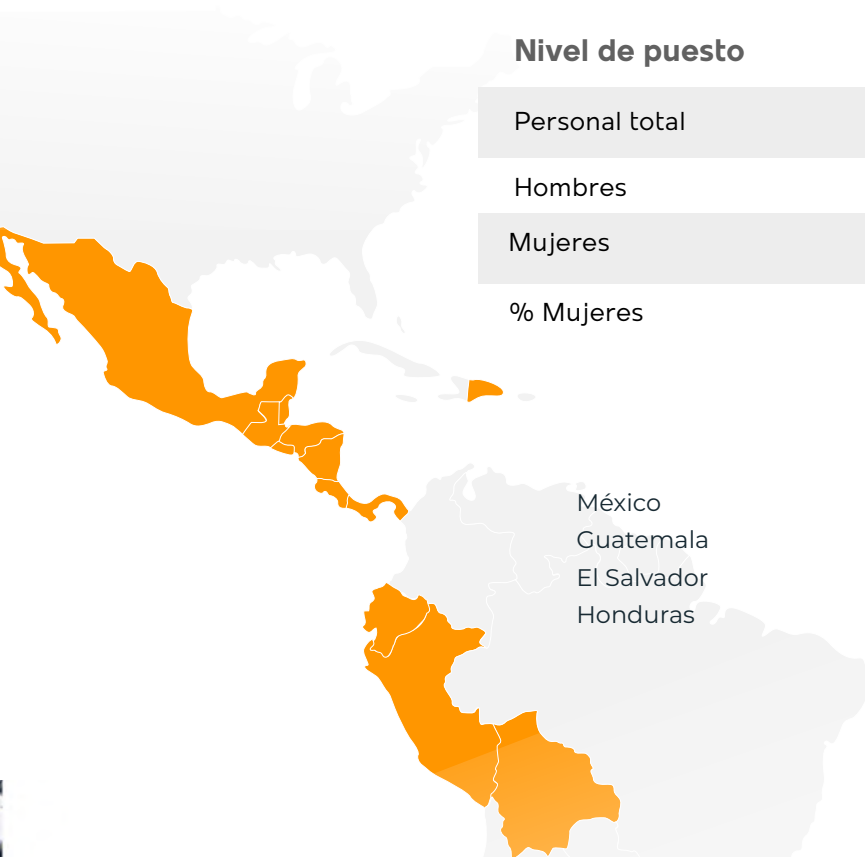 Nivel de puesto
Personal total
Hombres
Mujeres
% Mujeres
México
Guatemala
El Salvador
Honduras